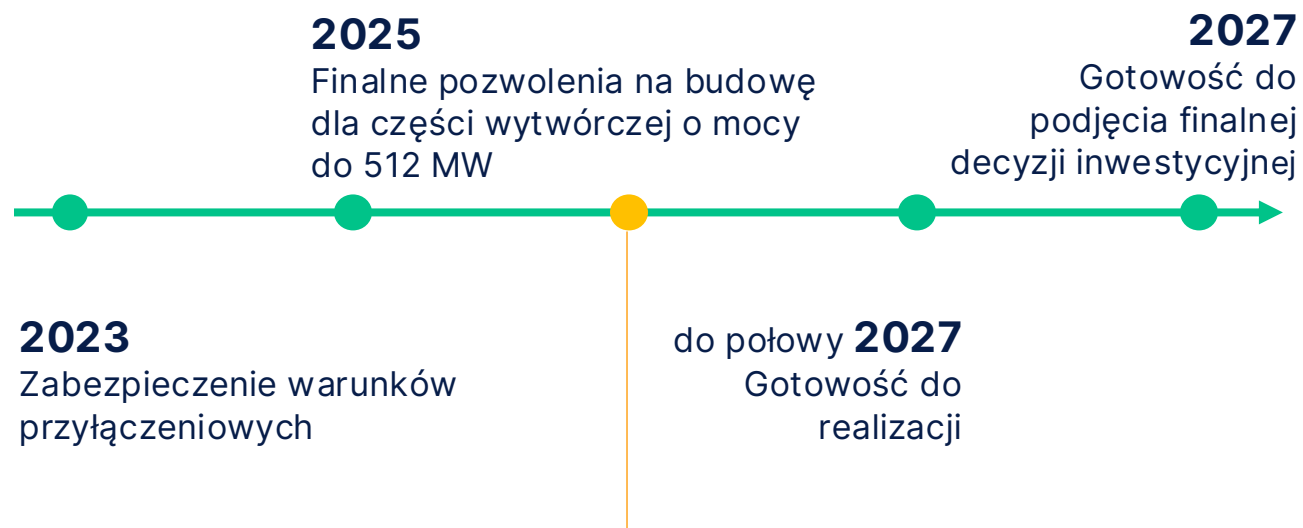 2025
Finalne pozwolenia na budowę
dla części wytwórczej o mocy
do 512 MW
2027
Gotowość do
podjęcia finalnej
decyzji inwestycyjnej
2023
Zabezpieczenie warunków
przyłączeniowych
do połowy 2027
Gotowość do
realizacji